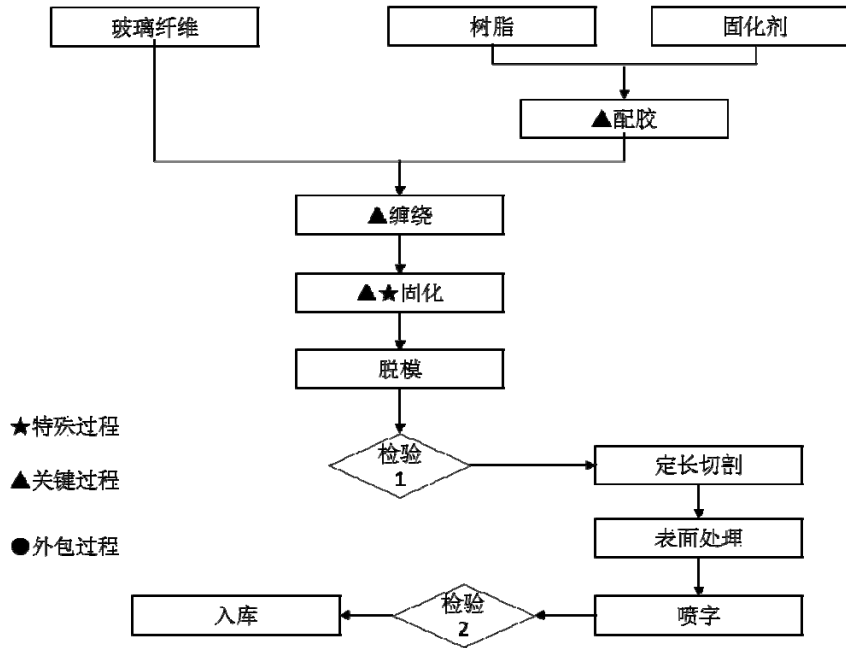 玻璃纤维
树脂
固化剂
▲配胶
▲缠绕
▲★固化
脱模
★特殊过程
▲关键过程
●外包过程
检验
1
定长切割
表面处理
喷字
检验
2
入库